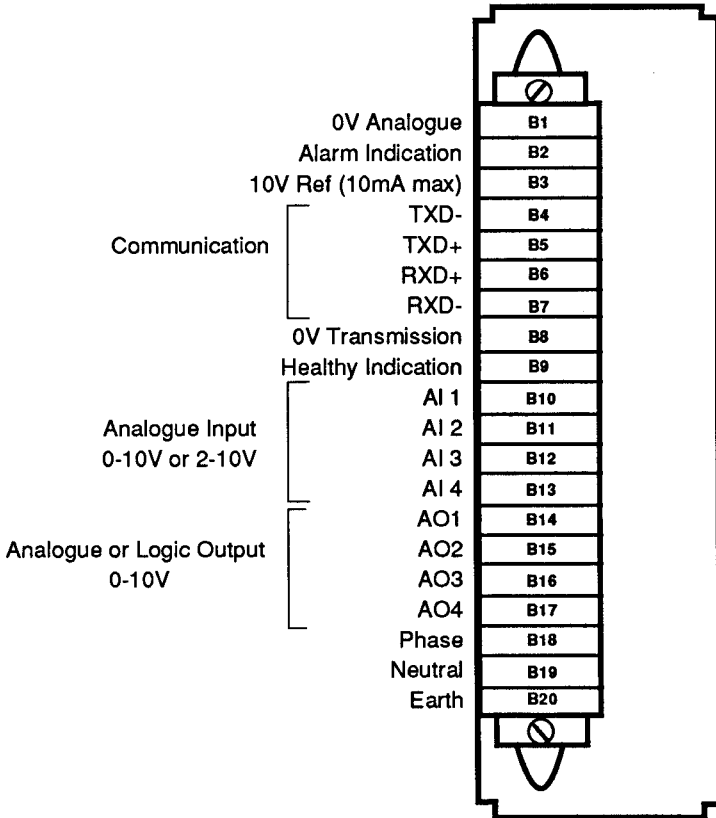 0V Analogue B1
Alarm Indication B2
10V Ref (10mA max) B3
TXD- B4
Communication TXD+ B5
RXD+ B6
RXD- B7
0V Transmission B8
Healthy Indication B9
AI 1 B10
Analogue Input AI 2 B11
0-10V or 2-10V AI 3 B12
AI 4 B13
AO1 B14
Analogue or Logic Output AO2 B15
0-10V AO3 B16
AO4 B17
Phase B18
Neutral B19
Earth B20